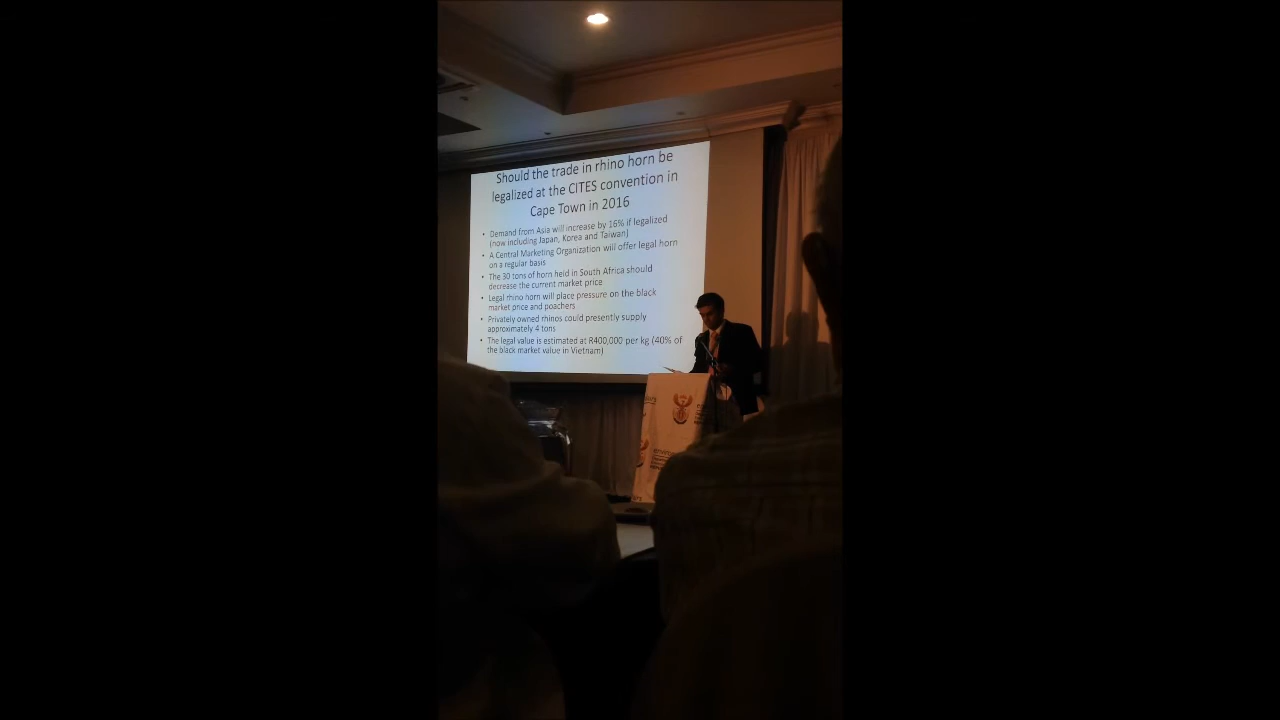 Should the trade in rhino horn be
legalized at the CITES convention in
Cape Town in 2016
• Demand from Asia will increase by 16% if legalized
(now including Japan, Korea and Taiwan)
• A Central Marketing Organization will offer legal horn
on a regular basis
• The 30 tons of horn held in South Africa should
decrease the current market price
• Legal rhino horn will place pressure on the black
market price and poachers
• Privately owned rhinos could presently supply
approximately 4 tons
• The legal value is estimated at R400,000 per kg (40% of
the black market value in Vietnam)